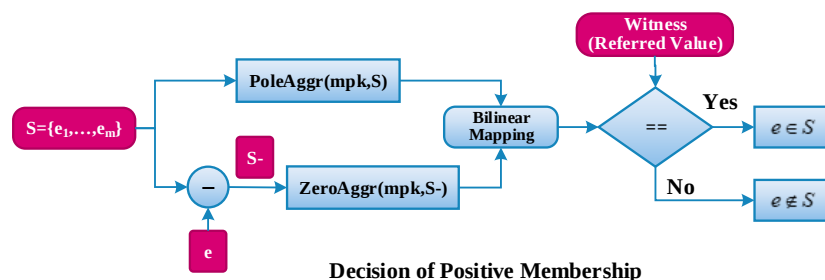 Witness
(Referred Value)
PoleAggr(mpk,S)
S={e₁,...,eₘ}
Bilinear
Mapping
==
Yes
e ∈ S
S-
−
ZeroAggr(mpk,S-)
No
e ∉ S
e
Decision of Positive Membership